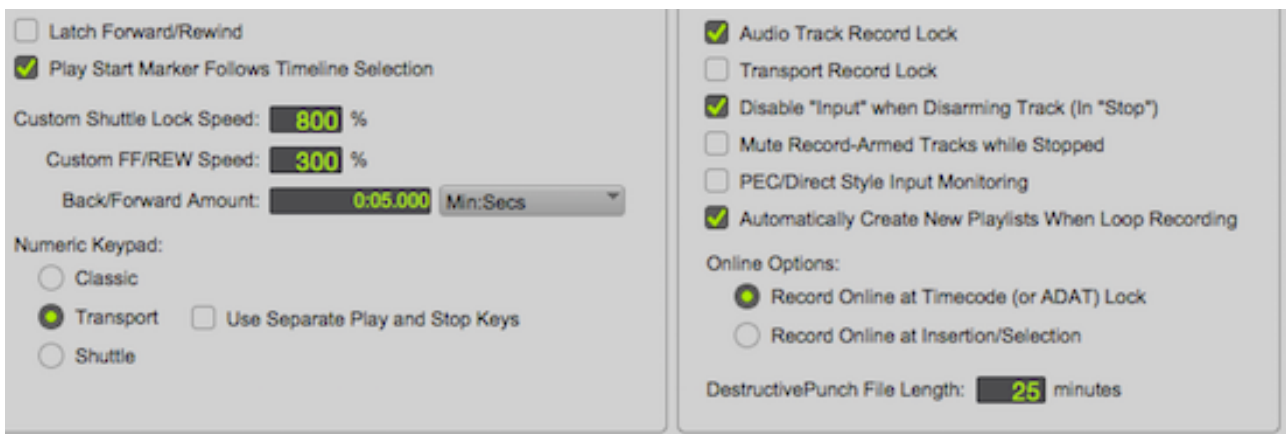 Latch Forward/Rewind
Play Start Marker Follows Timeline Selection
Custom Shuttle Lock Speed: 800 %
Custom FF/REW Speed: 300 %
Back/Forward Amount: 0:05.000 Min:Secs
Numeric Keypad:
Classic
Transport Use Separate Play and Stop Keys
Shuttle
Audio Track Record Lock
Transport Record Lock
Disable "Input" when Disarming Track (In "Stop")
Mute Record-Armed Tracks while Stopped
PEC/Direct Style Input Monitoring
Automatically Create New Playlists When Loop Recording
Online Options:
Record Online at Timecode (or ADAT) Lock
Record Online at Insertion/Selection
DestructivePunch File Length: 25 minutes